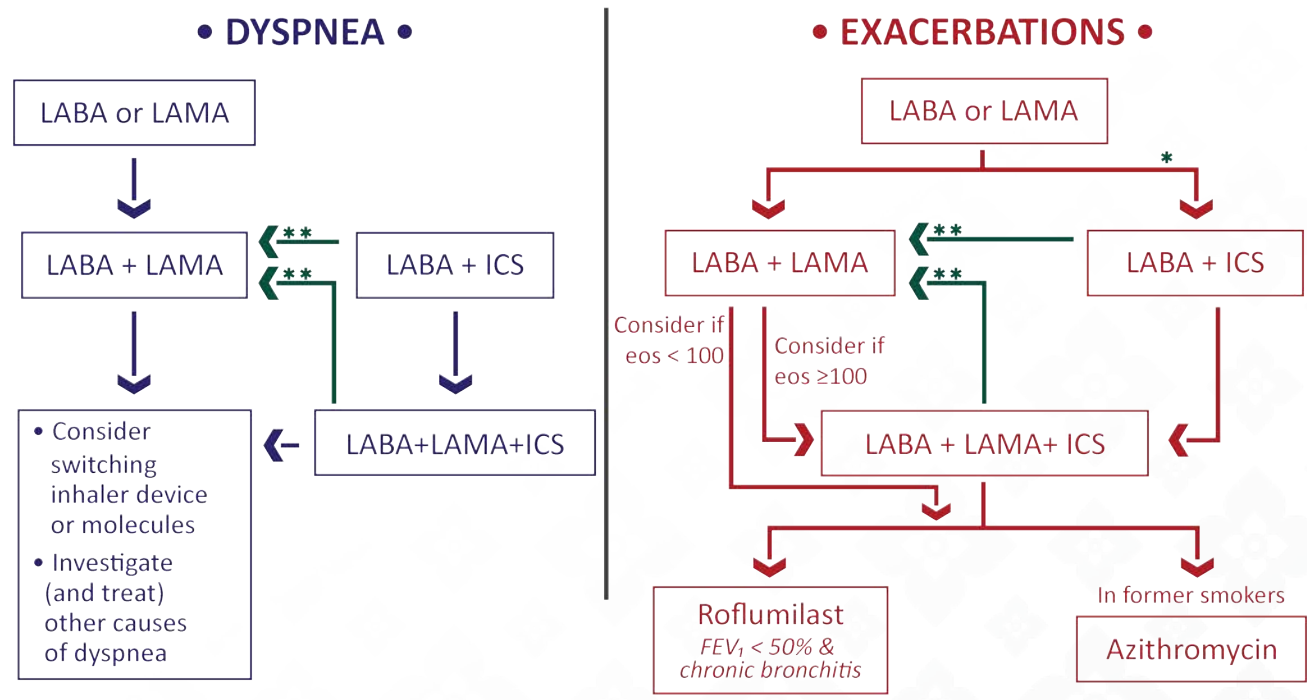 • DYSPNEA •
LABA or LAMA
LABA + LAMA
**
**
LABA + ICS
• Consider
switching
inhaler device
or molecules
• Investigate
(and treat)
other causes
of dyspnea
LABA+LAMA+ICS
• EXACERBATIONS •
LABA or LAMA
*
LABA + LAMA
**
**
LABA + ICS
Consider if
eos < 100
Consider if
eos ≥100
LABA + LAMA+ ICS
Roflumilast
FEV₁ < 50% &
chronic bronchitis
In former smokers
Azithromycin